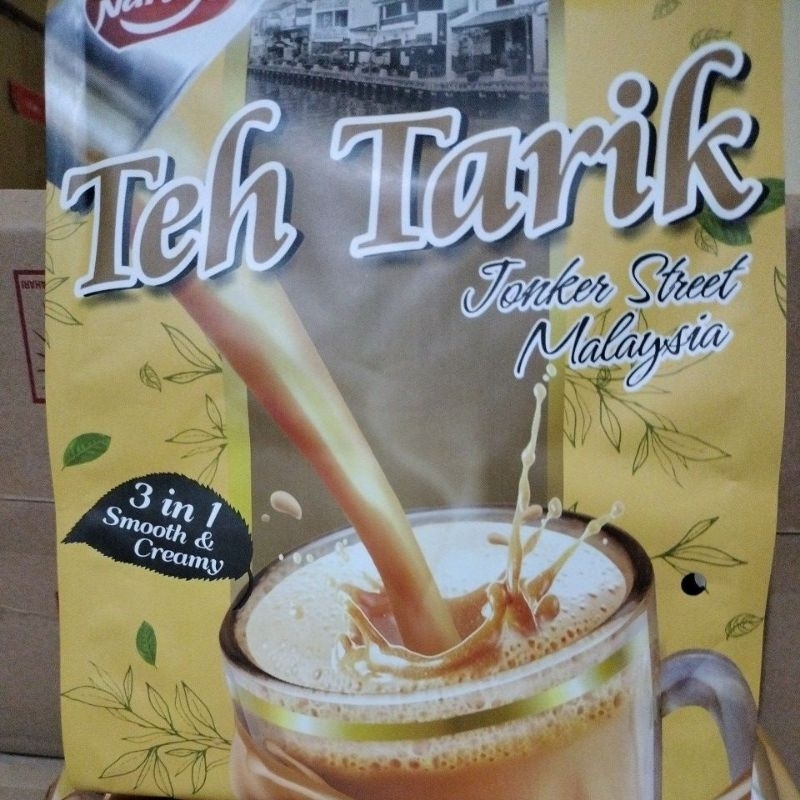 Teh Tarik
Jonker Street
Malaysia
3 in 1
Smooth &
Creamy